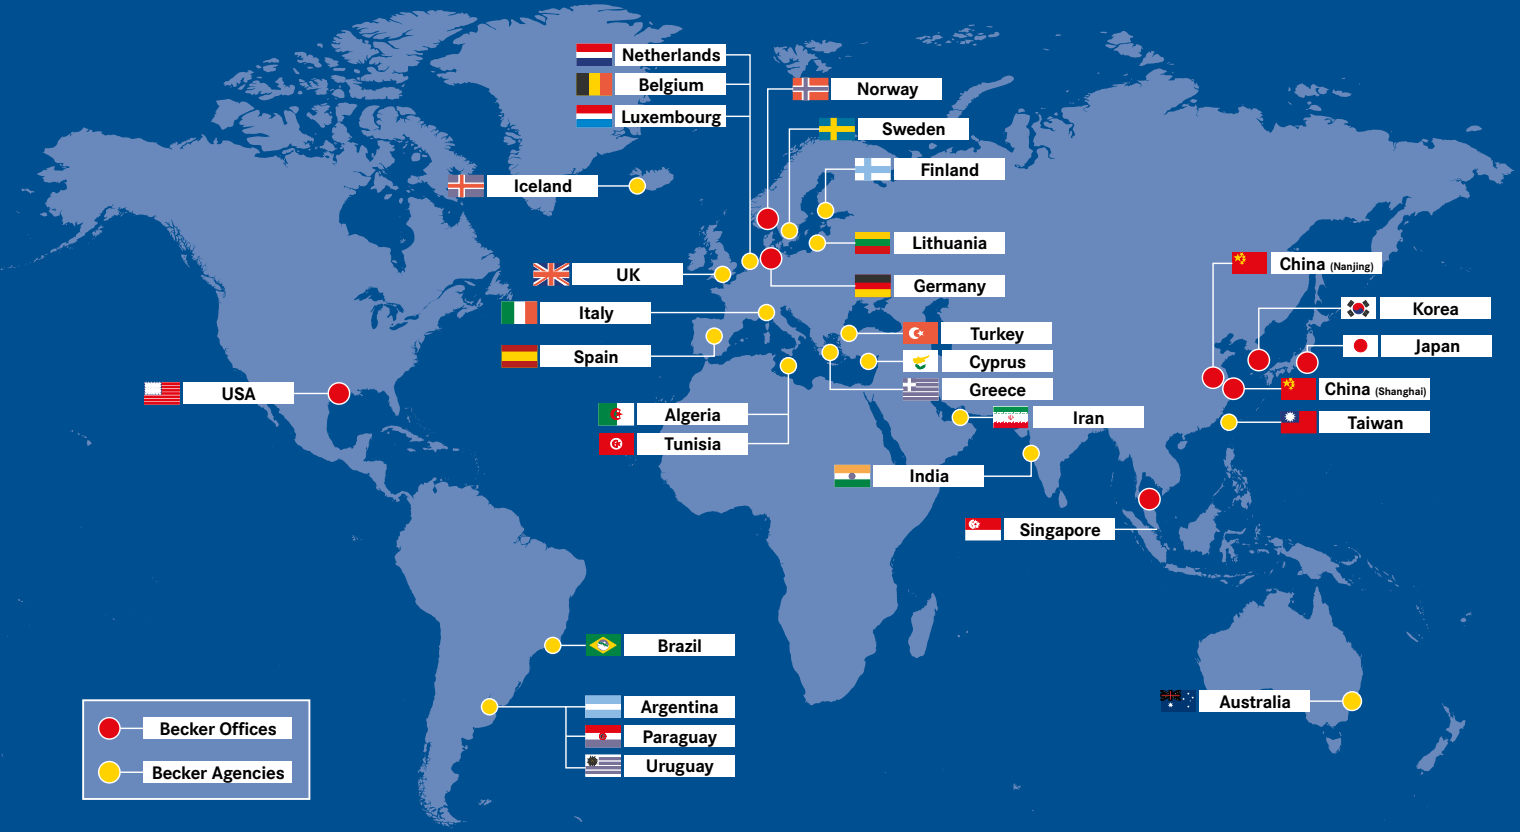 Netherlands
Belgium
Luxembourg
Norway
Sweden
Finland
Iceland
Lithuania
UK
Germany
China (Nanjing)
Italy
Korea
Turkey
Japan
Spain
Cyprus
USA
Greece
China (Shanghai)
Algeria
Iran
Taiwan
Tunisia
India
Singapore
Brazil
Australia
Argentina
Paraguay
Uruguay
Becker Offices
Becker Agencies